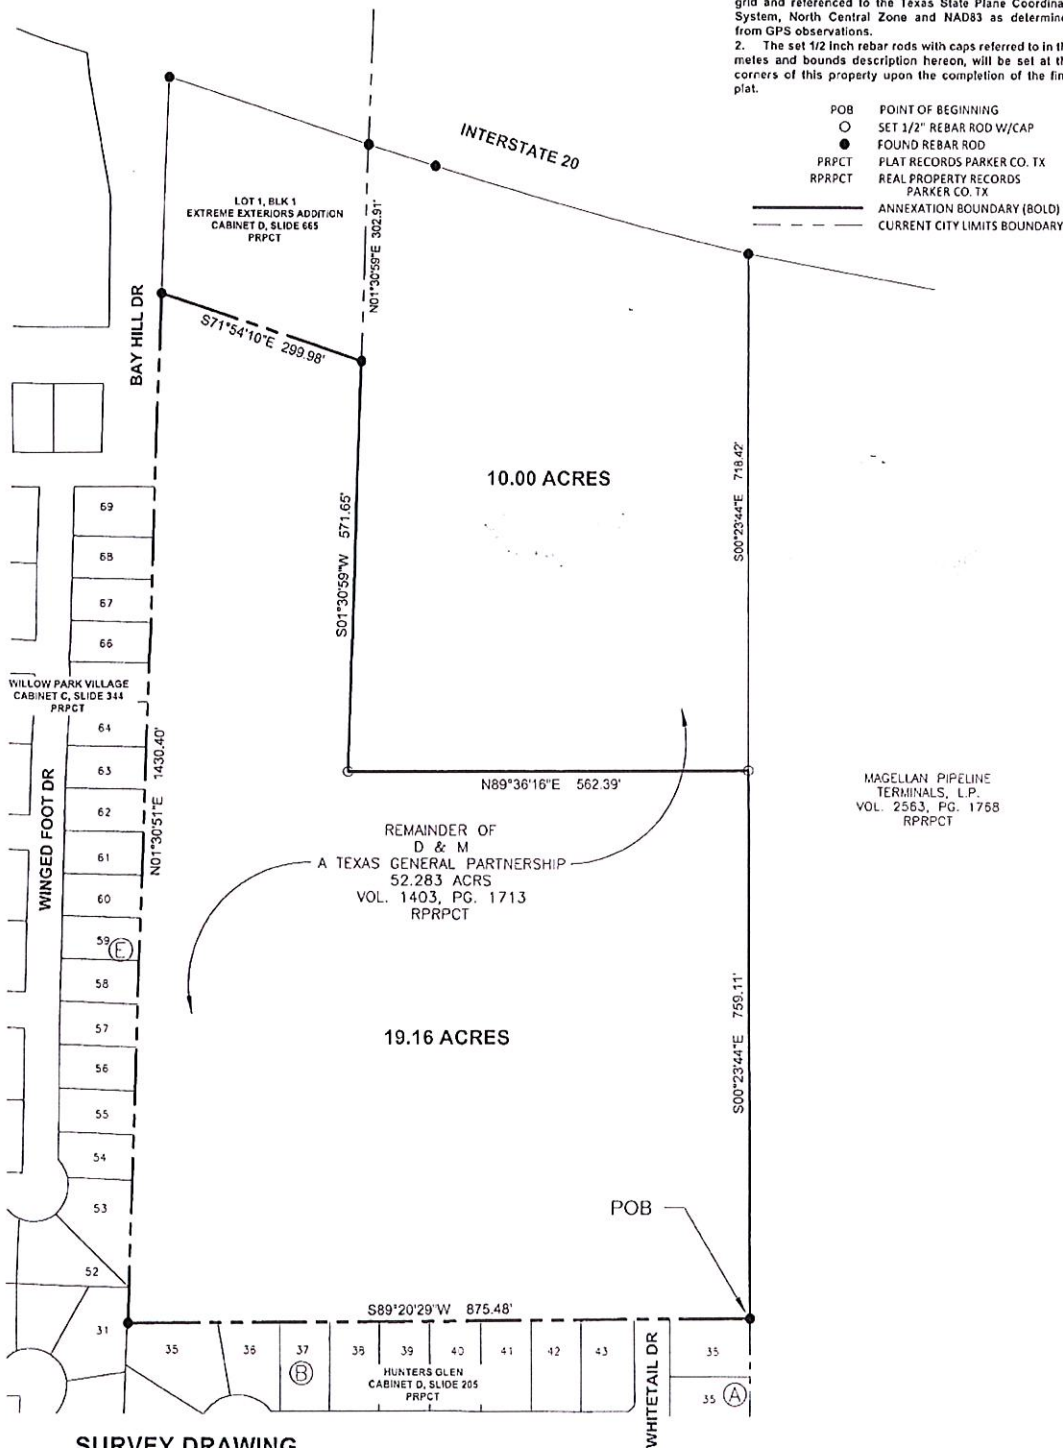 grid and referenced to the Texas State Plane
System, North Central Zone and NAD83 as
from GPS observations.
2. The set 1/2 inch rebar rods with caps referred to in
metes and bounds description hereon, will be set at
corners of this property upon the completion of the
plat.
POB POINT OF BEGINNING
SET 1/2" REBAR ROD W/CAP
FOUND REBAR ROD
PRPCT PLAT RECORDS PARKER CO. TX
RPRPCT REAL PROPERTY RECORDS
PARKER CO. TX
ANNEXATION BOUNDARY (BOLD)
CURRENT CITY LIMITS BOUNDARY
INTERSTATE 20
LOT 1, BLK 1
EXTREME EXTERIORS ADDITION
CABINET D, SLIDE 665
PRPCT
N01°30'59"E 302.91'
BAY HILL DR
S71°54'10"E 299.98'
10.00 ACRES
S00°23'44"E 718.42'
S01°30'59"W 571.65'
69
68
67
66
WILLOW PARK VILLAGE
CABINET C, SLIDE 344
PRPCT
64
63
62
61
60
59
E
58
57
56
55
54
53
52
31
WINGED FOOT DR
N01°30'51"E 1430.40'
N89°36'16"E 562.39'
MAGELLAN PIPELINE
TERMINALS, L.P.
VOL. 2563, PG. 1768
RPRPCT
REMAINDER OF
D & M
A TEXAS GENERAL PARTNERSHIP
52.283 ACRS
VOL. 1403, PG. 1713
RPRPCT
19.16 ACRES
S00°23'44"E 759.11'
POB
S89°20'29"W 875.48'
35
36
37
38
39
40
41
42
43
B
HUNTERS GLEN
CABINET D, SLIDE 205
PRPCT
WHITETAIL DR
35
35
A
SURVEY DRAWING